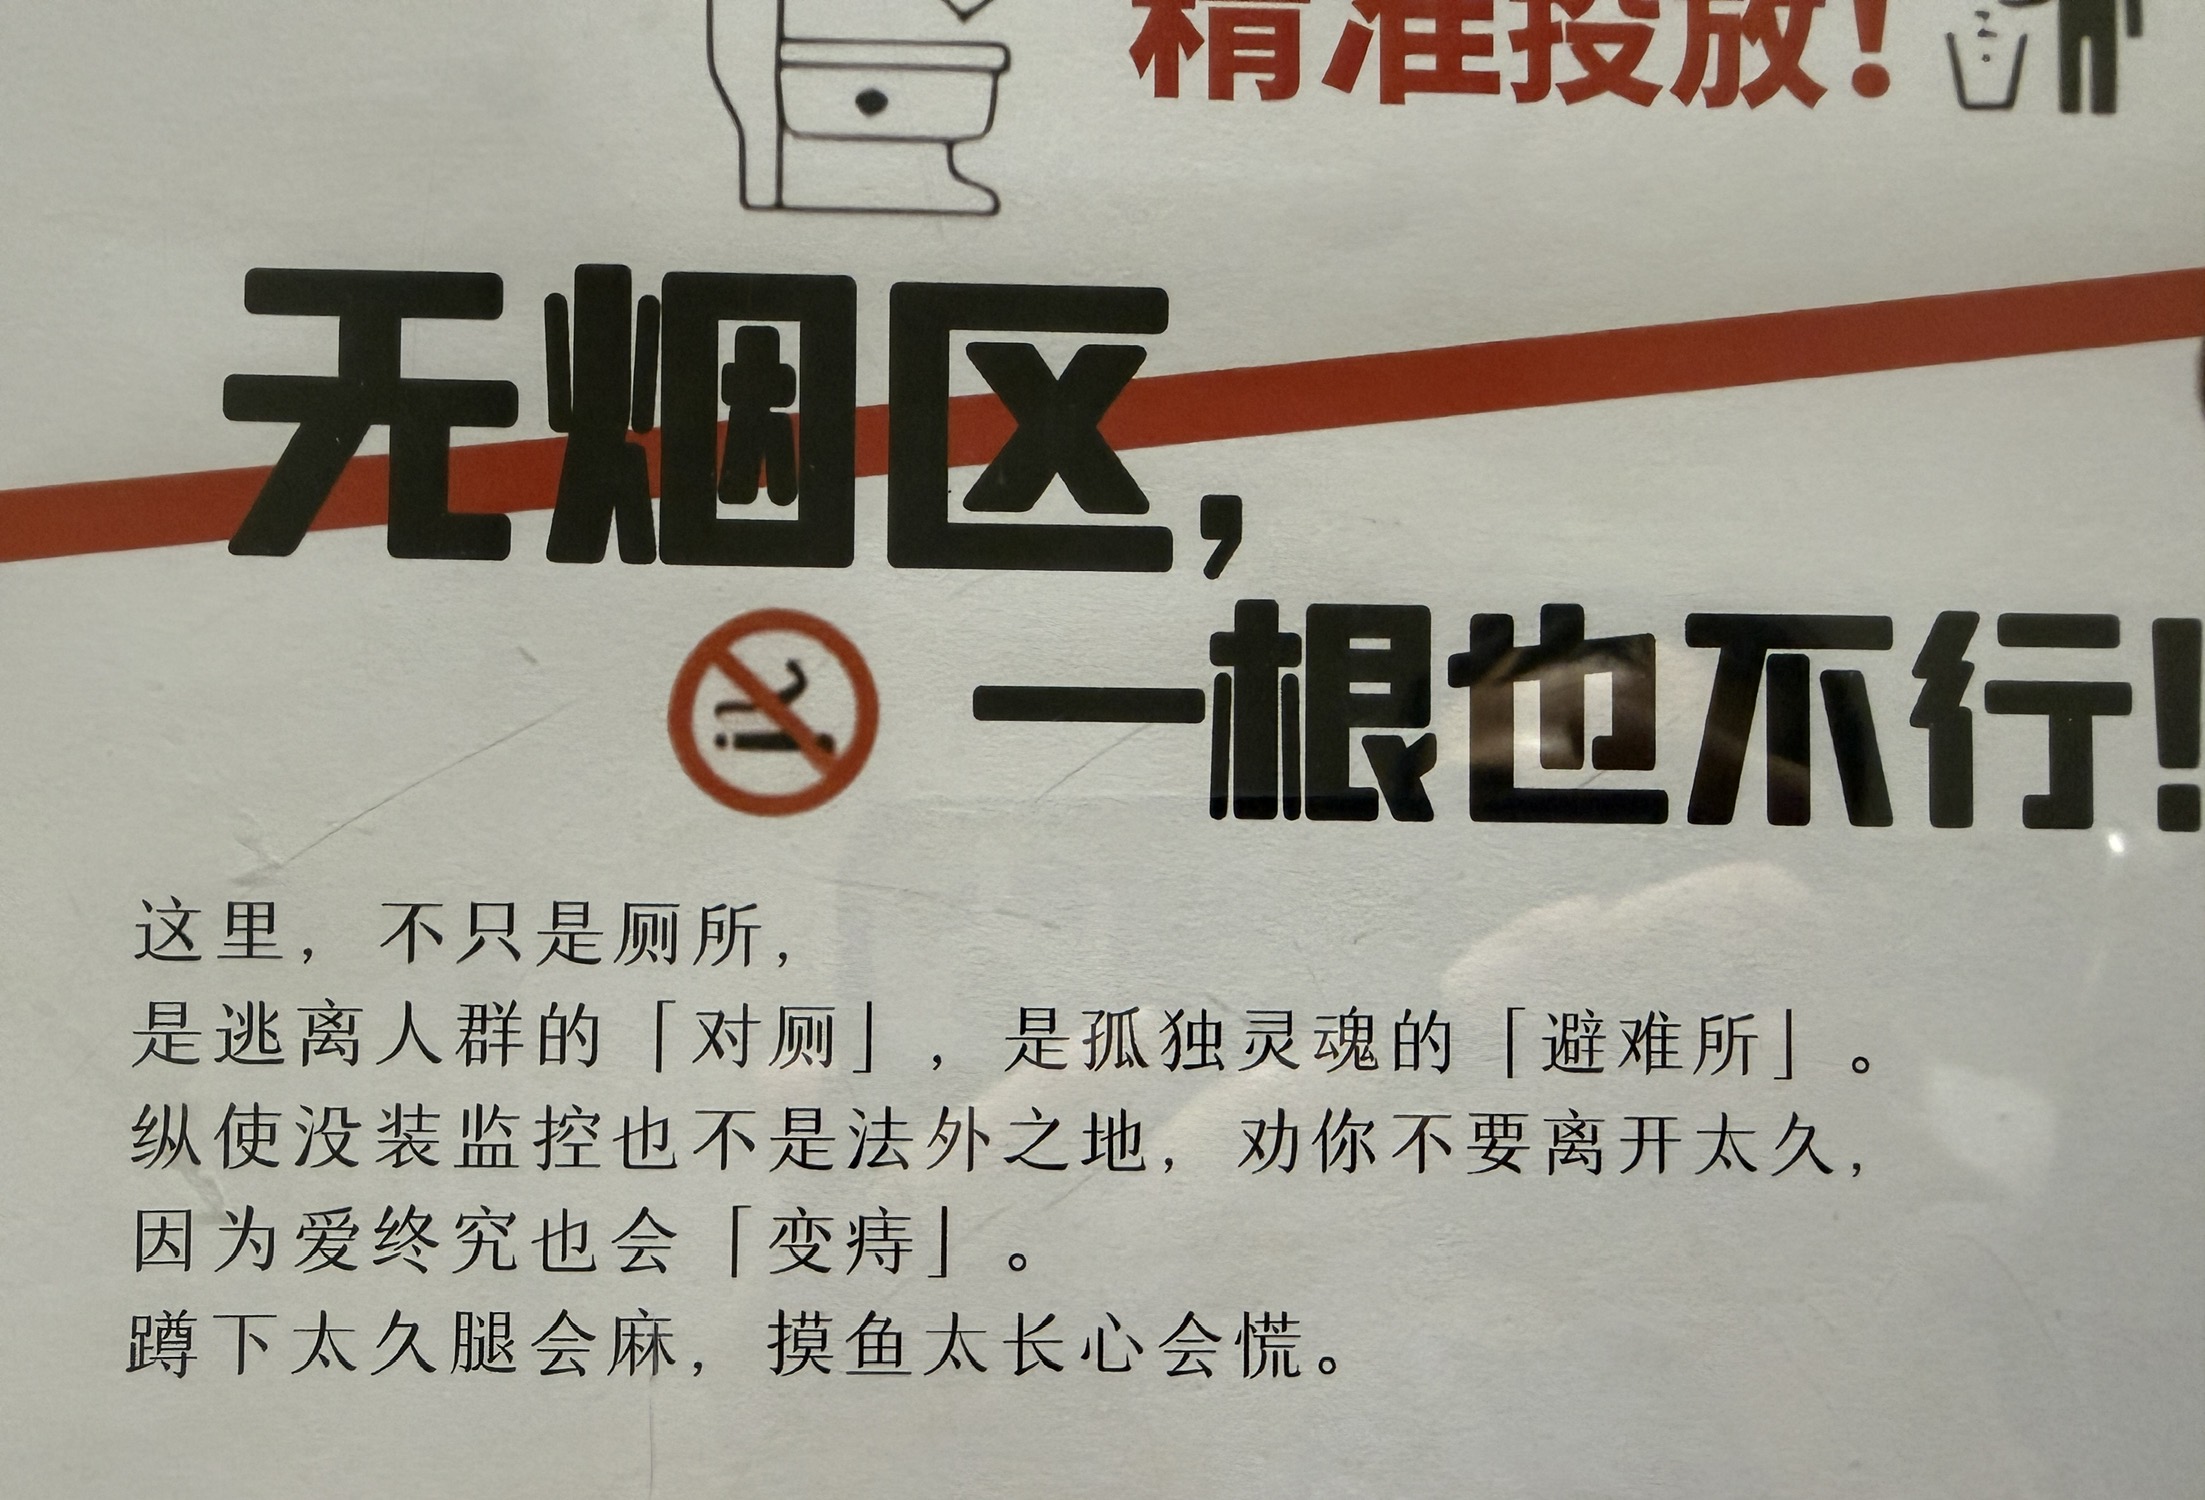 精准投放！
无烟区，
一根也不行！
这里，不只是厕所，
是逃离人群的「对厕」，是孤独灵魂的「避难所」。
纵使没装监控也不是法外之地，劝你不要离开太久，
因为爱终究也会「变痔」。
蹲下太久腿会麻，摸鱼太长心会慌。